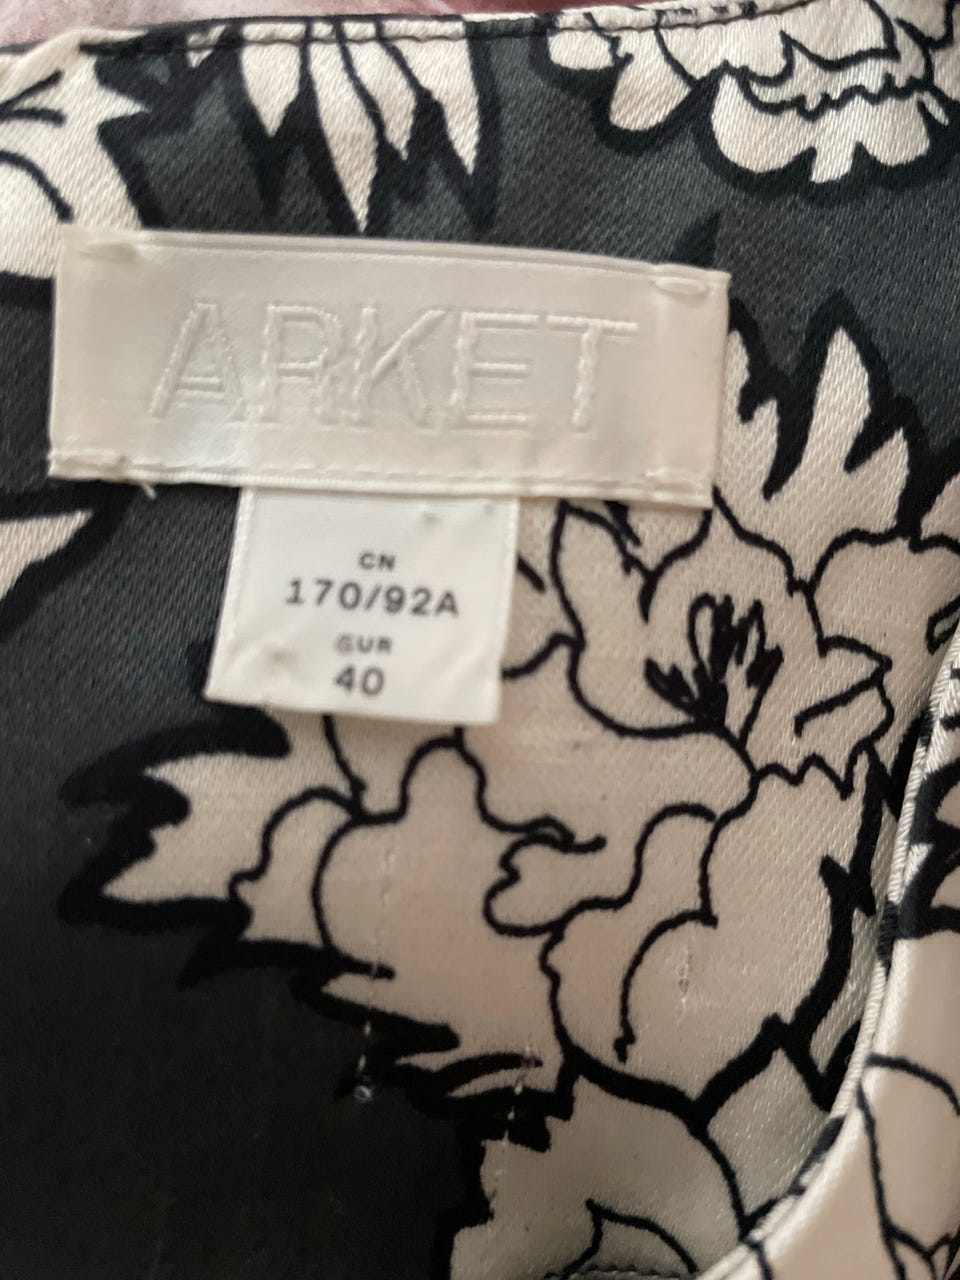 ARKET
CN
170/92A
EUR
40